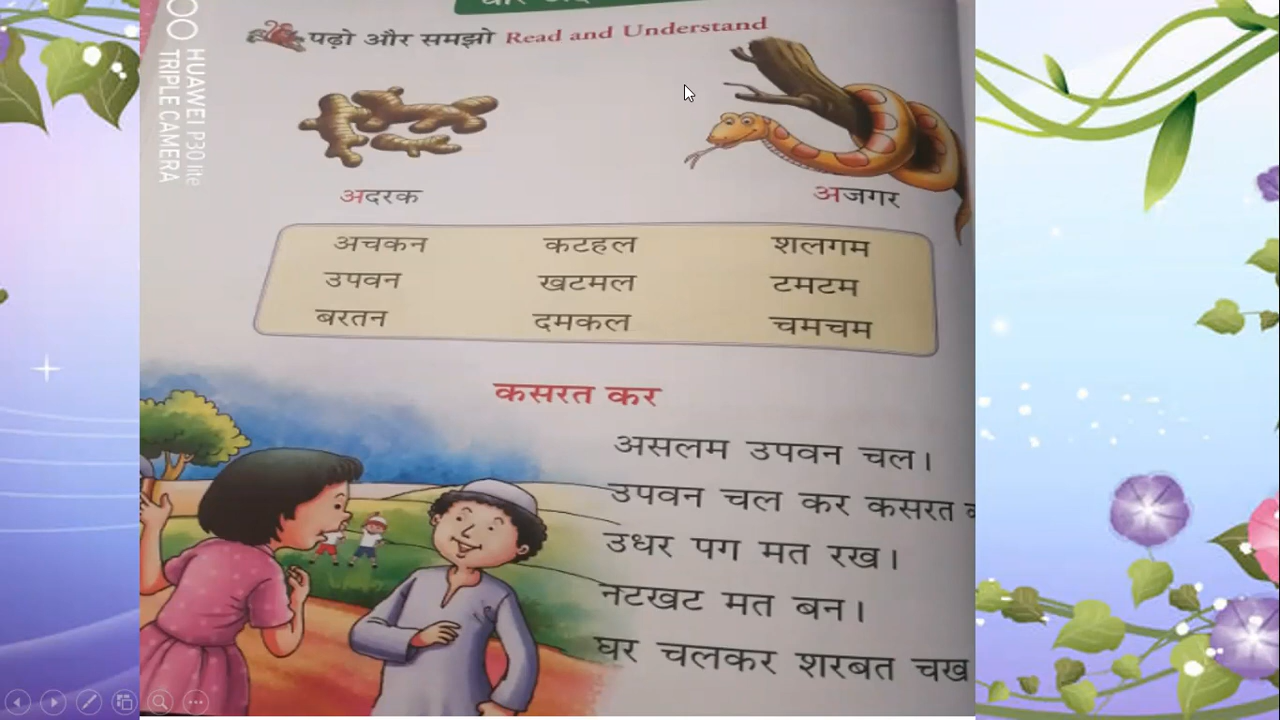 पढ़ो और समझो Read and Understand
अदरक अजगर
अचकन कटहल शलगम
उपवन खटमल टमटम
बरतन दमकल चमचम
कसरत कर
असलम उपवन चल।
उपवन चल कर कसरत
उधर पग मत रख।
नटखट मत बन।
घर चलकर शरबत चख
HUAWEI P30 lite
TRIPLE CAMERA